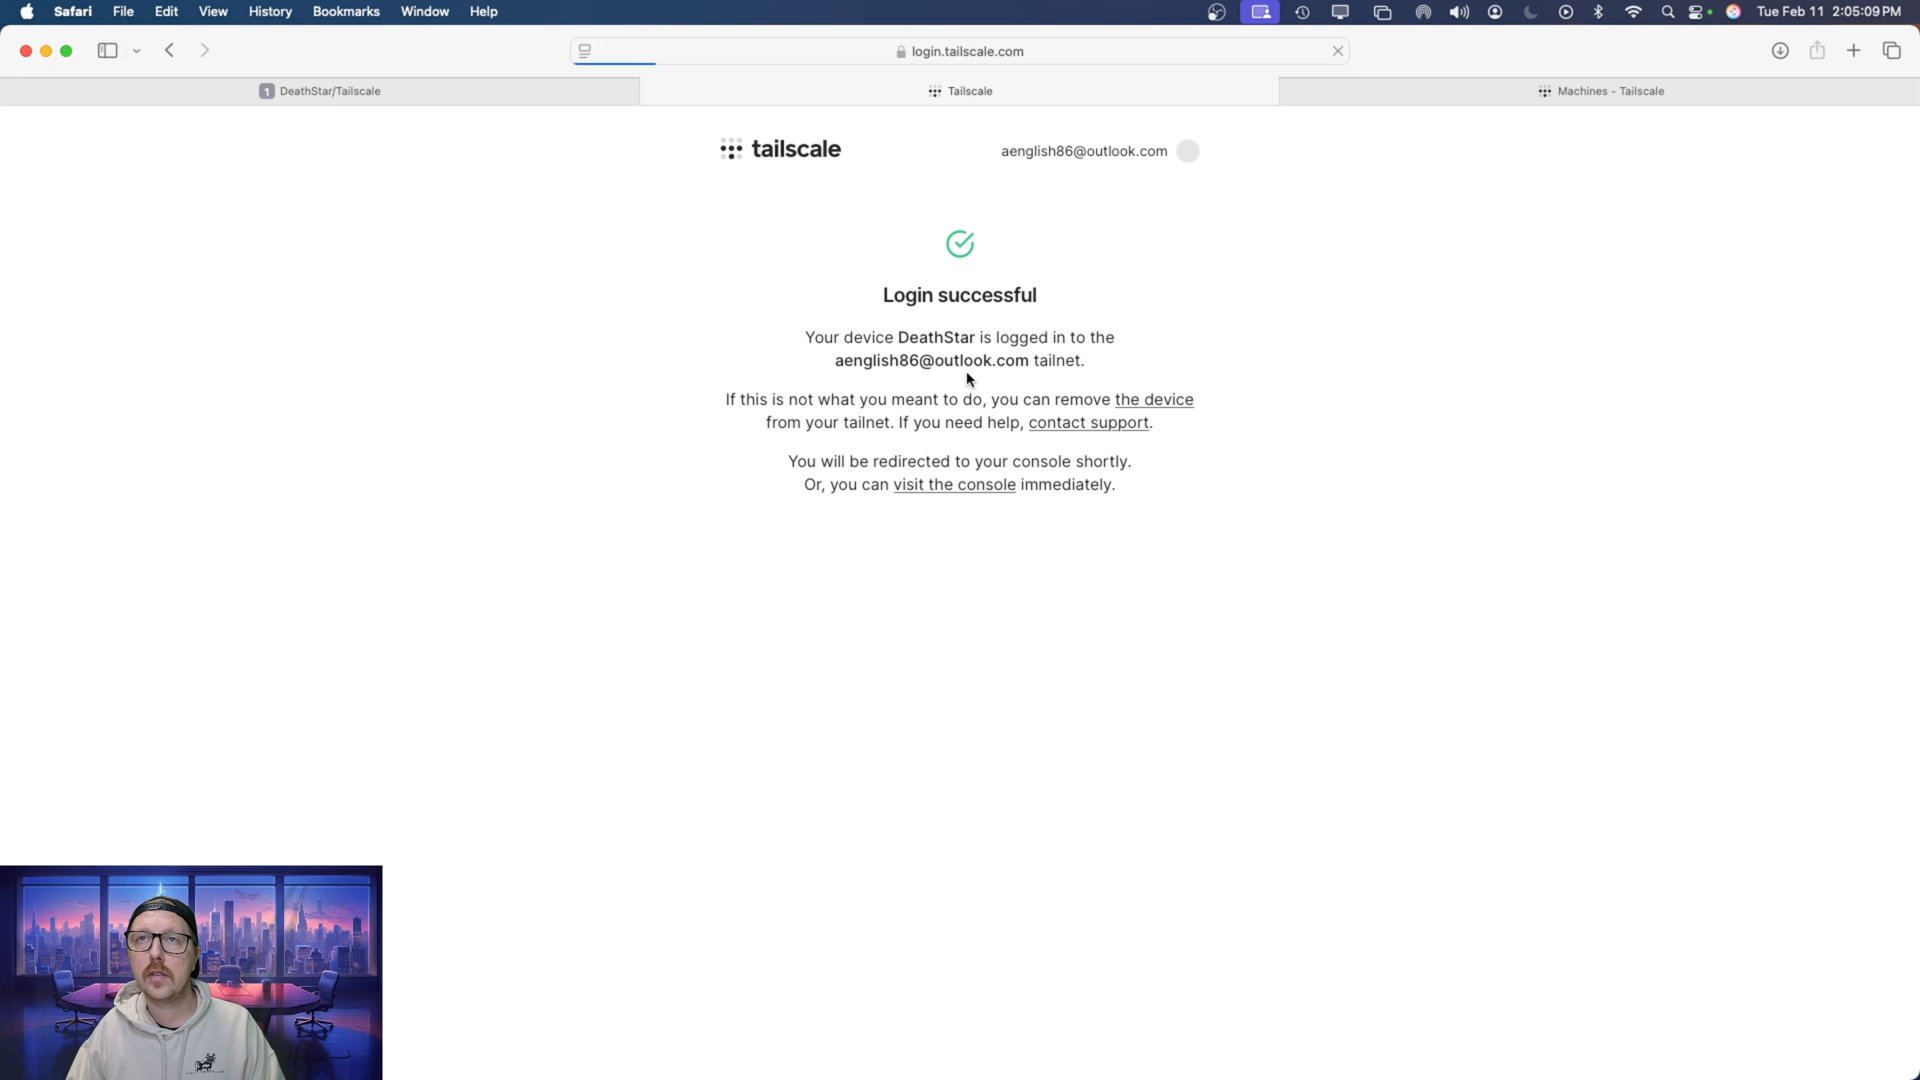 Safari File Edit View History Bookmarks Window Help
Tue Feb 11 2:05:09 PM
login.tailscale.com
1 DeathStar/Tailscale
Tailscale
Machines - Tailscale
tailscale
aenglish86@outlook.com
Login successful
Your device DeathStar is logged in to the
aenglish86@outlook.com tailnet.
If this is not what you meant to do, you can remove the device
from your tailnet. If you need help, contact support.
You will be redirected to your console shortly.
Or, you can visit the console immediately.